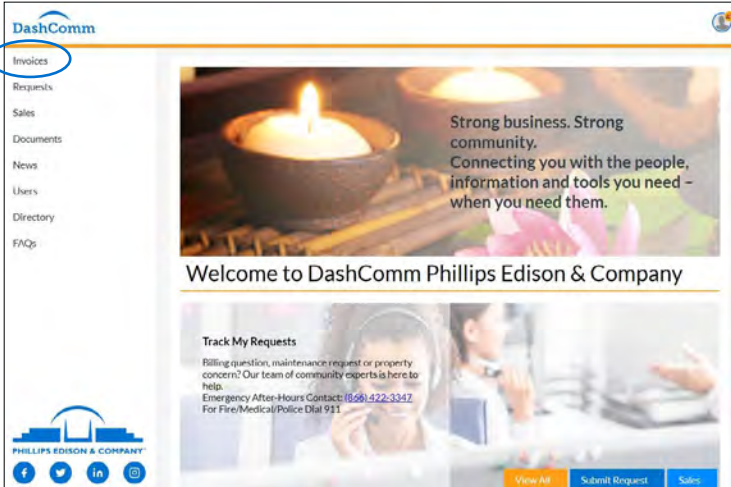 DashComm
Invoices
Requests
Sales
Documents
News
Users
Directory
FAQs
Strong business. Strong
community.
Connecting you with the people,
information and tools you need –
when you need them.
Welcome to DashComm Phillips Edison & Company
Track My Requests
Billing question, maintenance request or property
concern? Our team of community experts is here to
help.
Emergency After-Hours Contact: (866) 422-3347
For Fire/Medical/Police Dial 911
PHILLIPS EDISON & COMPANY
View All
Submit Request
Sales